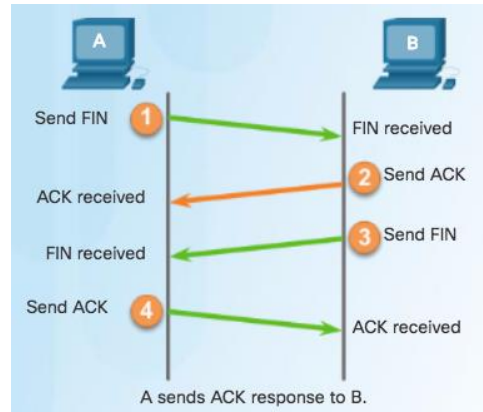 A
B
Send FIN
1
FIN received
2
Send ACK
ACK received
3
Send FIN
FIN received
Send ACK
4
ACK received
A sends ACK response to B.